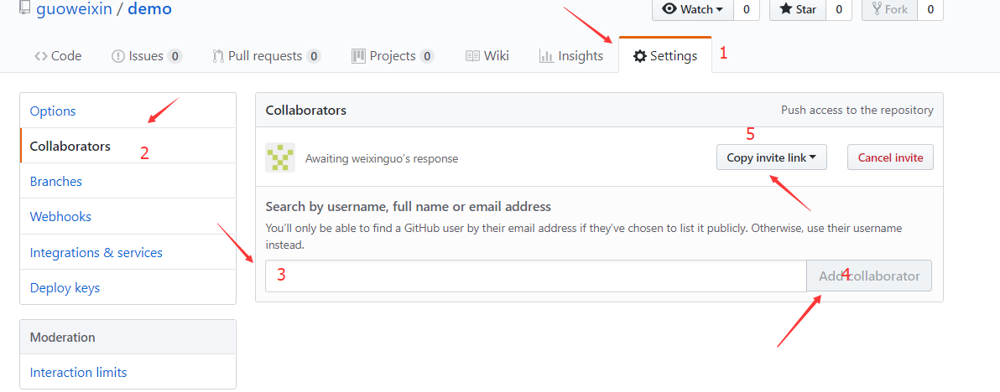 guoweixin / demo
Watch 0 Star 0 Fork 0
Code Issues 0 Pull requests 0 Projects 0 Wiki Insights Settings 1
Options
Collaborators 2
Branches
Webhooks
Integrations & services
Deploy keys
Moderation
Interaction limits
Collaborators Push access to the repository
5
Awaiting weixinguo's response Copy invite link Cancel invite
Search by username, full name or email address
You'll only be able to find a GitHub user by their email address if they've chosen to list it publicly. Otherwise, use their username
instead.
3 Add collaborator 4